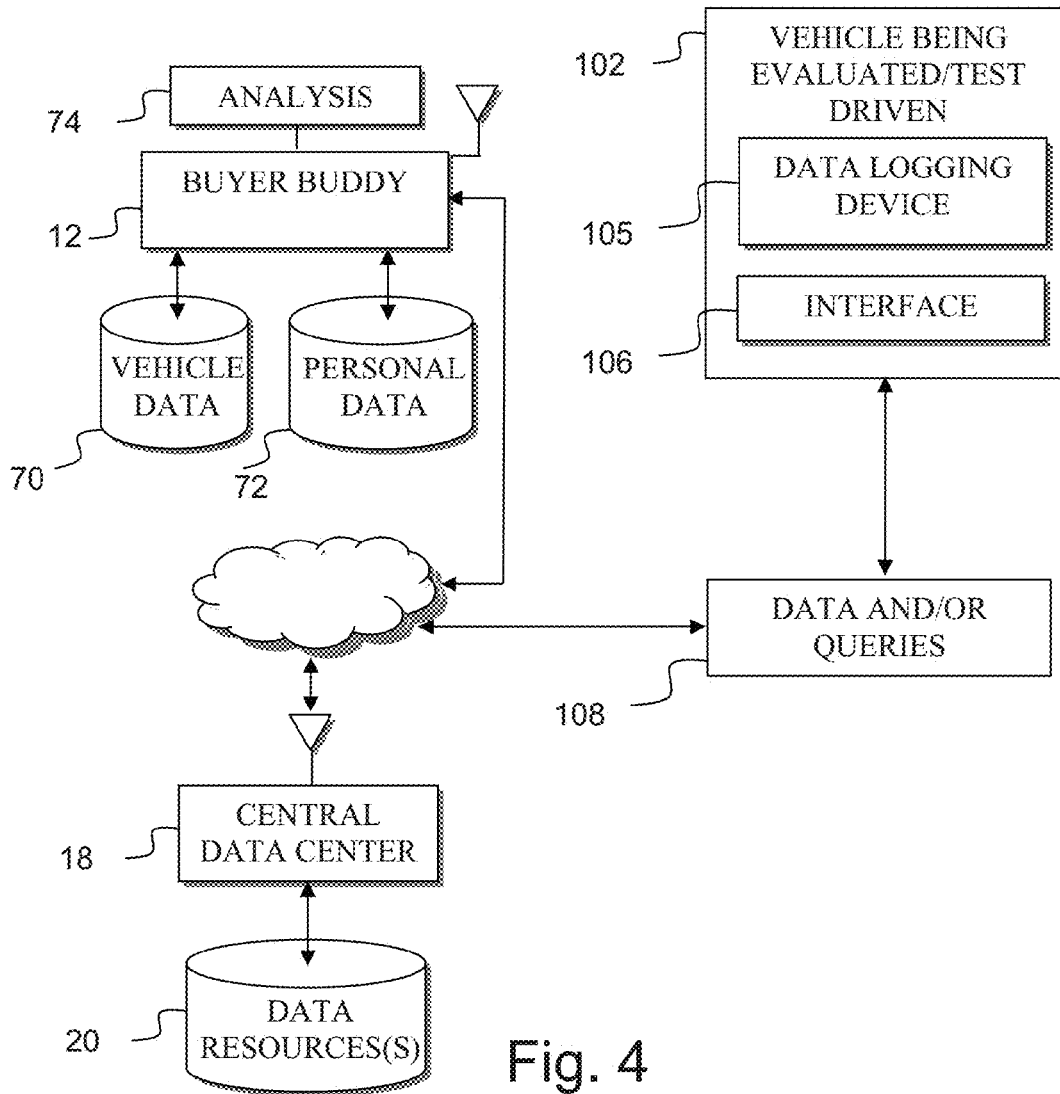 ANALYSIS
74
BUYER BUDDY
12
VEHICLE
DATA
70
PERSONAL
DATA
72
102
VEHICLE BEING
EVALUATED/TEST
DRIVEN
DATA LOGGING
DEVICE
105
INTERFACE
106
DATA AND/OR
QUERIES
108
CENTRAL
DATA CENTER
18
DATA
RESOURCES(S)
20
Fig. 4